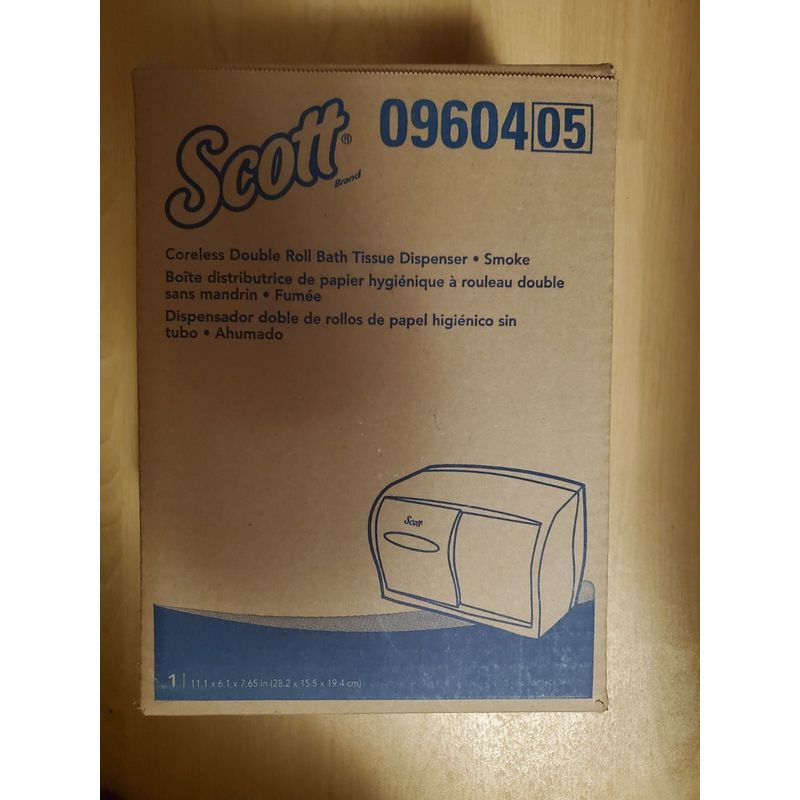 Scott® Brand
09604 05
Coreless Double Roll Bath Tissue Dispenser • Smoke
Boîte distributrice de papier hygiénique à rouleau double
sans mandrin • Fumée
Dispensador doble de rollos de papel higiénico sin
tubo • Ahumado
Scott
1 | 11.1 x 6.1 x 7.65 in (28.2 x 15.5 x 19.4 cm)